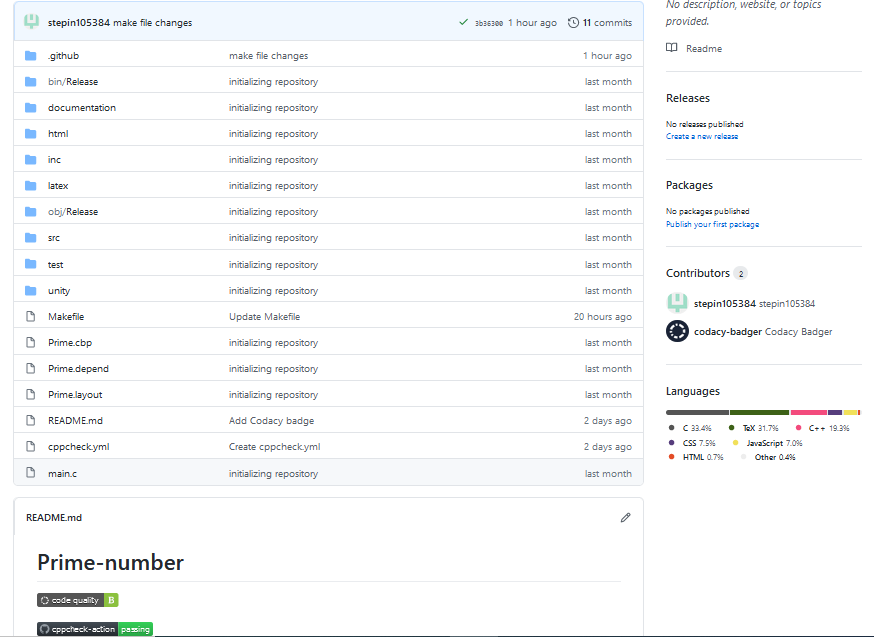 stepin105384 make file changes 3b36300 1 hour ago 11 commits
.github make file changes 1 hour ago
bin/Release initializing repository last month
documentation initializing repository last month
html initializing repository last month
inc initializing repository last month
latex initializing repository last month
obj/Release initializing repository last month
src initializing repository last month
test initializing repository last month
unity initializing repository last month
Makefile Update Makefile 20 hours ago
Prime.cbp initializing repository last month
Prime.depend initializing repository last month
Prime.layout initializing repository last month
README.md Add Codacy badge 2 days ago
cppcheck.yml Create cppcheck.yml 2 days ago
main.c initializing repository last month
README.md
Prime-number
code quality B
cppcheck-action passing
No description, website, or topics
provided.
Readme
Releases
No releases published
Create a new release
Packages
No packages published
Publish your first package
Contributors 2
stepin105384 stepin105384
codacy-badger Codacy Badger
Languages
C 33.4% TeX 31.7% C++ 19.3%
CSS 7.5% JavaScript 7.0%
HTML 0.7% Other 0.4%